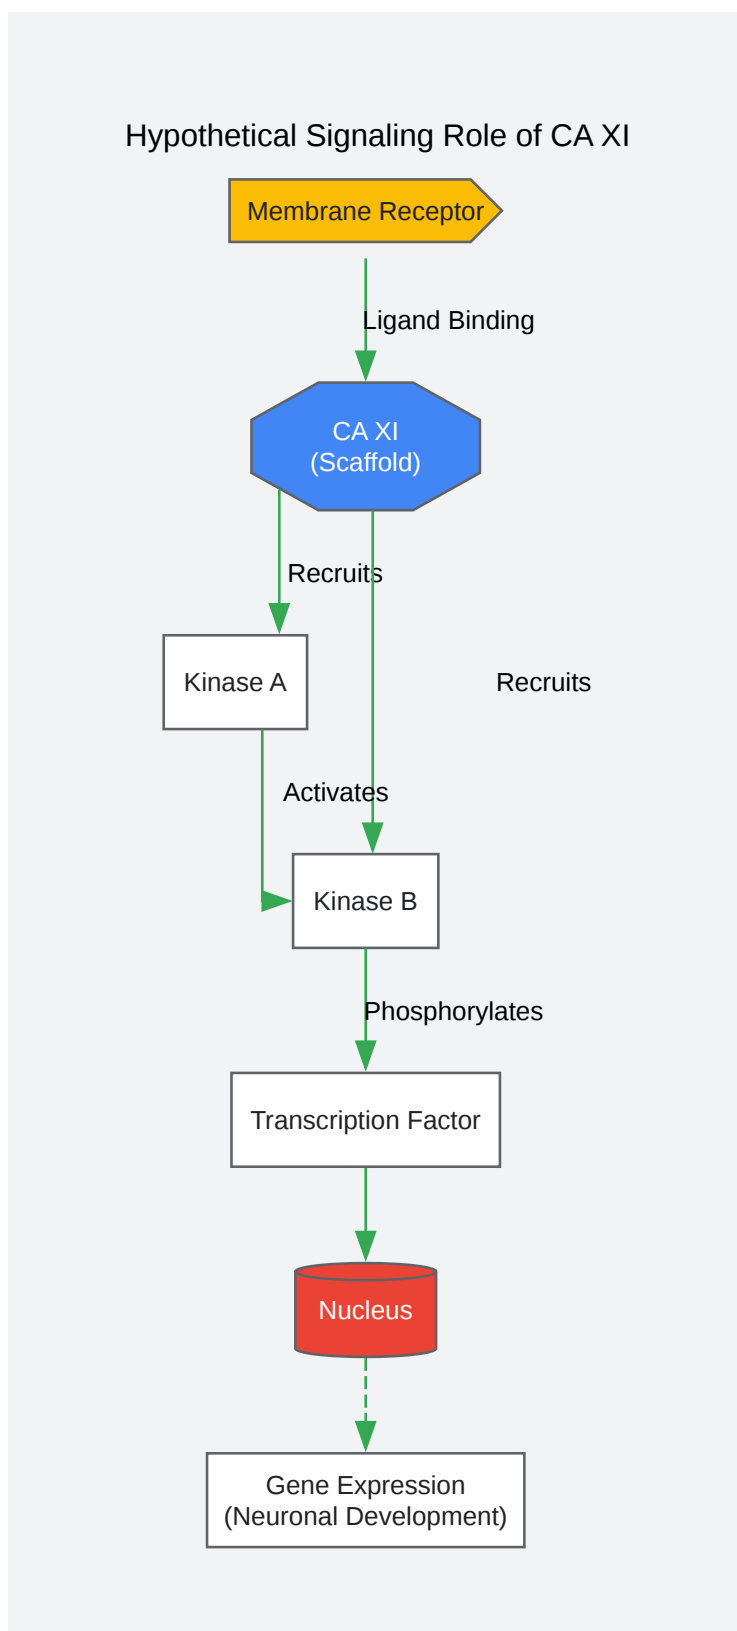 Hypothetical Signaling Role of CA XI
Membrane Receptor
Ligand Binding
CA XI
(Scaffold)
Recruits
Kinase A
Recruits
Activates
Kinase B
Phosphorylates
Transcription Factor
Nucleus
Gene Expression
(Neuronal Development)